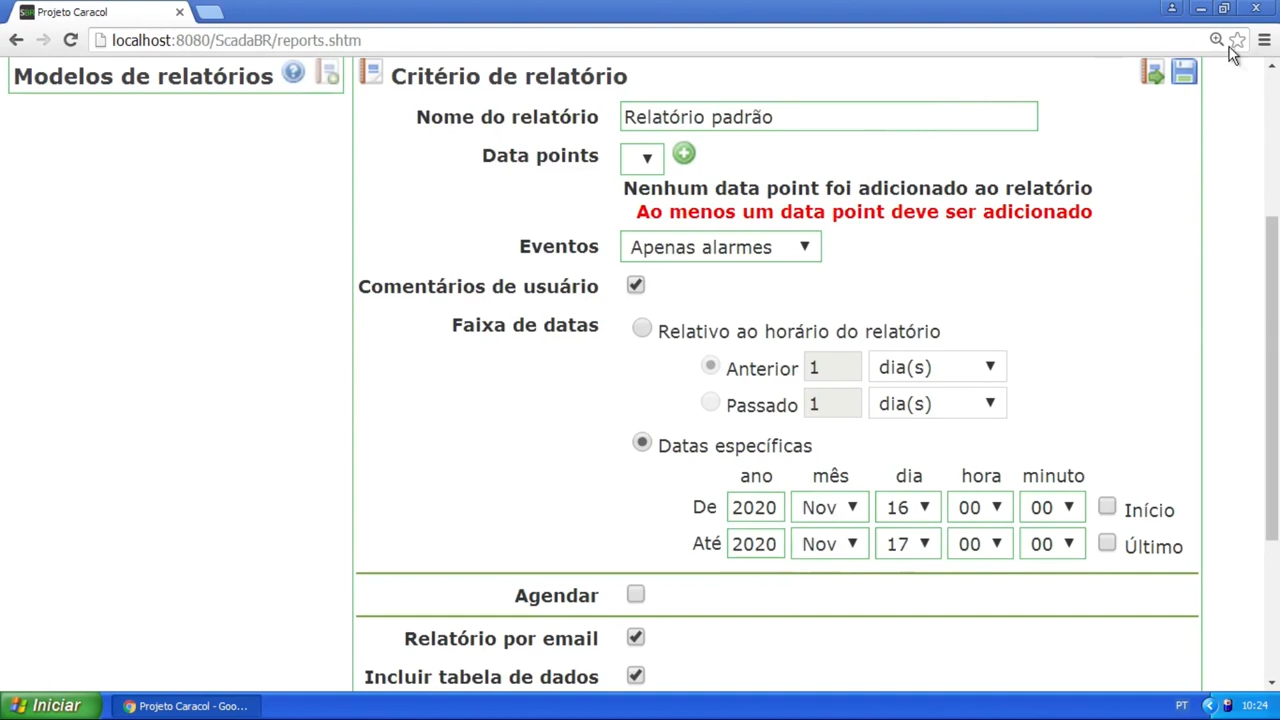 Projeto Caracol
localhost:8080/ScadaBR/reports.shtm
Modelos de relatórios
Critério de relatório
Nome do relatório Relatório padrão
Data points
Nenhum data point foi adicionado ao relatório
Ao menos um data point deve ser adicionado
Eventos Apenas alarmes
Comentários de usuário
Faixa de datas Relativo ao horário do relatório
Anterior 1 dia(s)
Passado 1 dia(s)
Datas específicas
ano mês dia hora minuto
De 2020 Nov 16 00 00 Início
Até 2020 Nov 17 00 00 Último
Agendar
Relatório por email
Incluir tabela de dados
Iniciar Projeto Caracol - Goo... PT 10:24